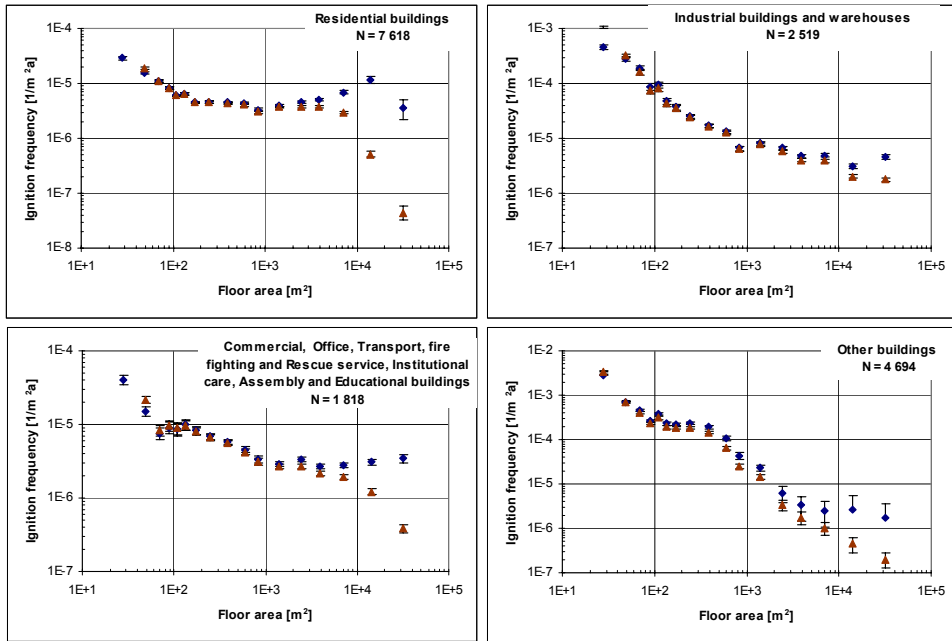 Residential buildings
N = 7 618
Ignition frequency [1/m²a]
1E-4
1E-5
1E-6
1E-7
1E-8
1E+1 1E+2 1E+3 1E+4 1E+5
Floor area [m²]
Industrial buildings and warehouses
N = 2 519
Ignition frequency [1/m²a]
1E-3
1E-4
1E-5
1E-6
1E-7
1E+1 1E+2 1E+3 1E+4 1E+5
Floor area [m²]
Commercial, Office, Transport, fire
fighting and Rescue service, Institutional
care, Assembly and Educational buildings
N = 1 818
Ignition frequency [1/m²a]
1E-4
1E-5
1E-6
1E-7
1E+1 1E+2 1E+3 1E+4 1E+5
Floor area [m²]
Other buildings
N = 4 694
Ignition frequency [1/m²a]
1E-2
1E-3
1E-4
1E-5
1E-6
1E-7
1E+1 1E+2 1E+3 1E+4 1E+5
Floor area [m²]